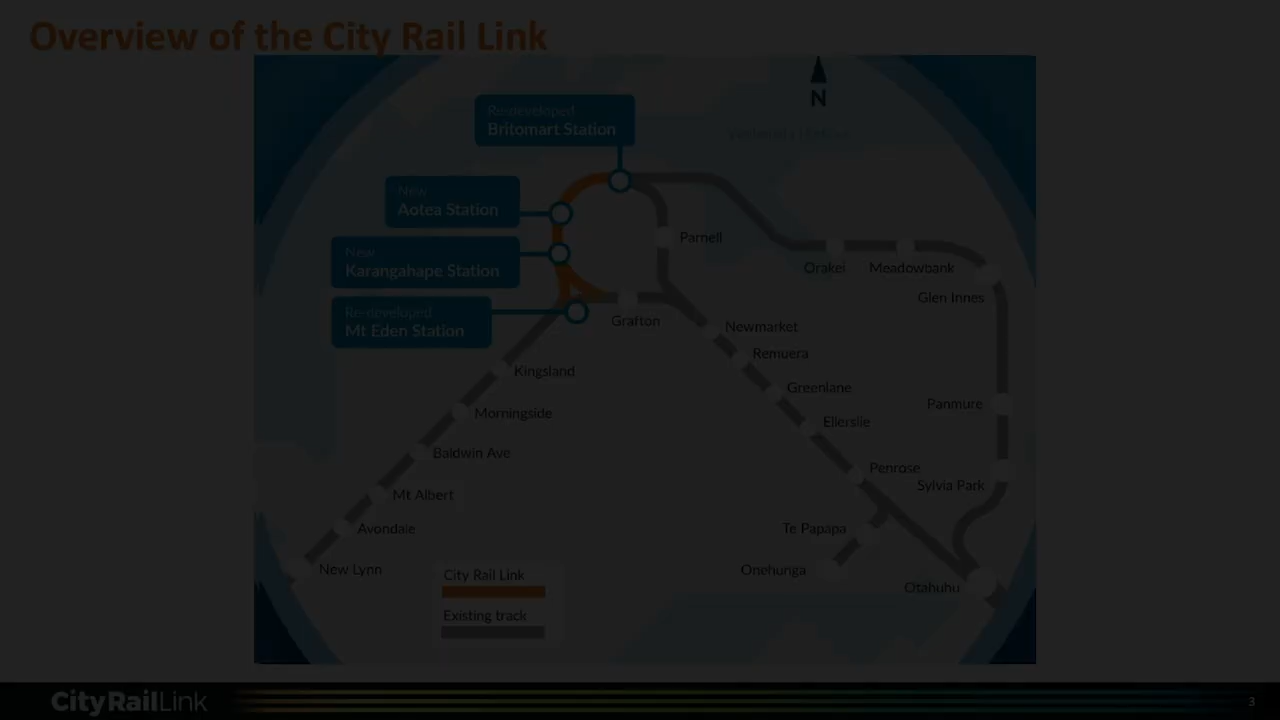 Overview of the City Rail Link
N
Redeveloped
Britomart Station
New
Aotea Station
New
Karangahape Station
Redeveloped
Mt Eden Station
Parnell
Orakei
Meadowbank
Glen Innes
Grafton
Newmarket
Remuera
Greenlane
Ellerslie
Kingsland
Morningside
Baldwin Ave
Mt Albert
Avondale
New Lynn
Panmure
Penrose
Sylvia Park
Te Papapa
Onehunga
Otahuhu
City Rail Link
Existing track
CityRailLink
3